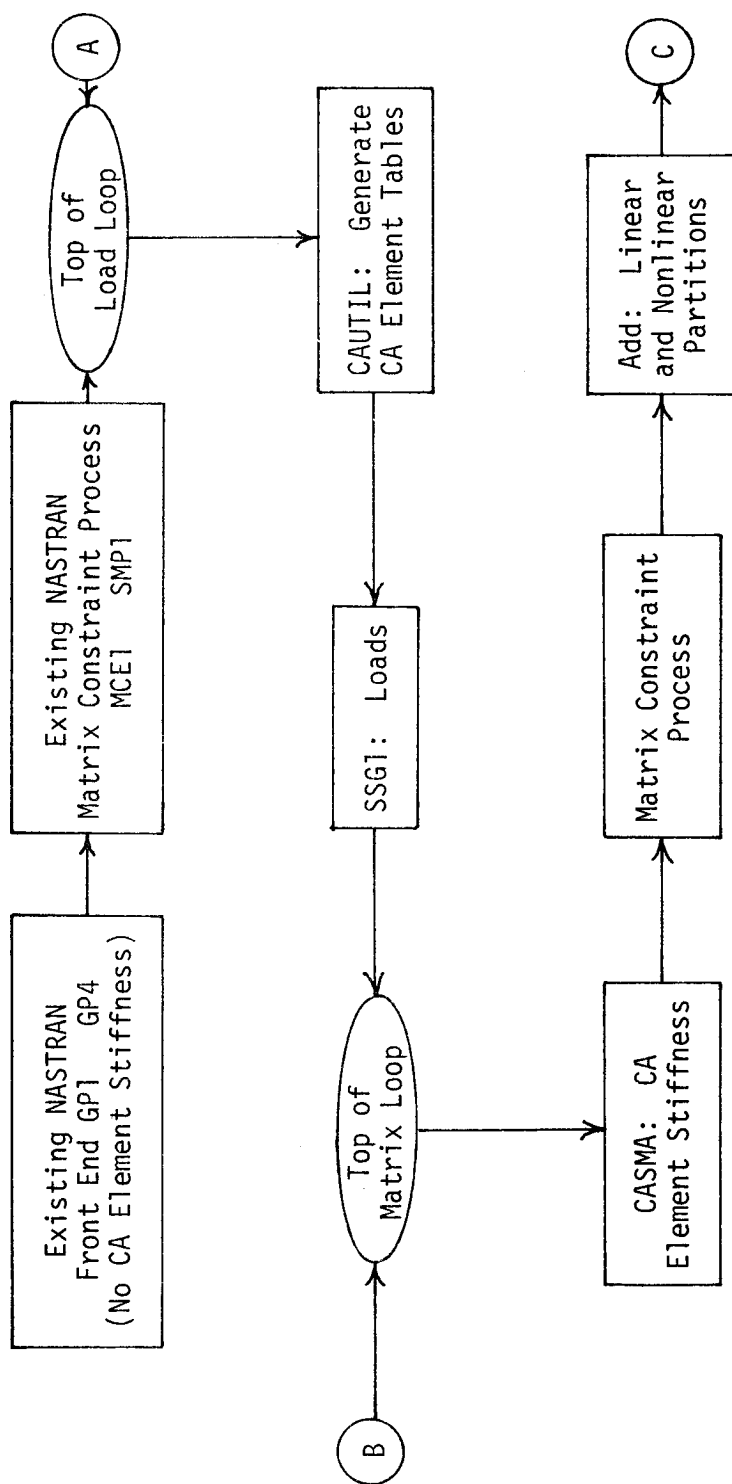 Existing NASTRAN
Front End GP1 GP4
(No CA Element Stiffness)
Existing NASTRAN
Matrix Constraint Process
MCE1 SMP1
Top of
Load Loop
A
CAUTIL: Generate
CA Element Tables
SSG1: Loads
Top of
Matrix Loop
B
CASMA: CA
Element Stiffness
Matrix Constraint
Process
Add: Linear
and Nonlinear
Partitions
C